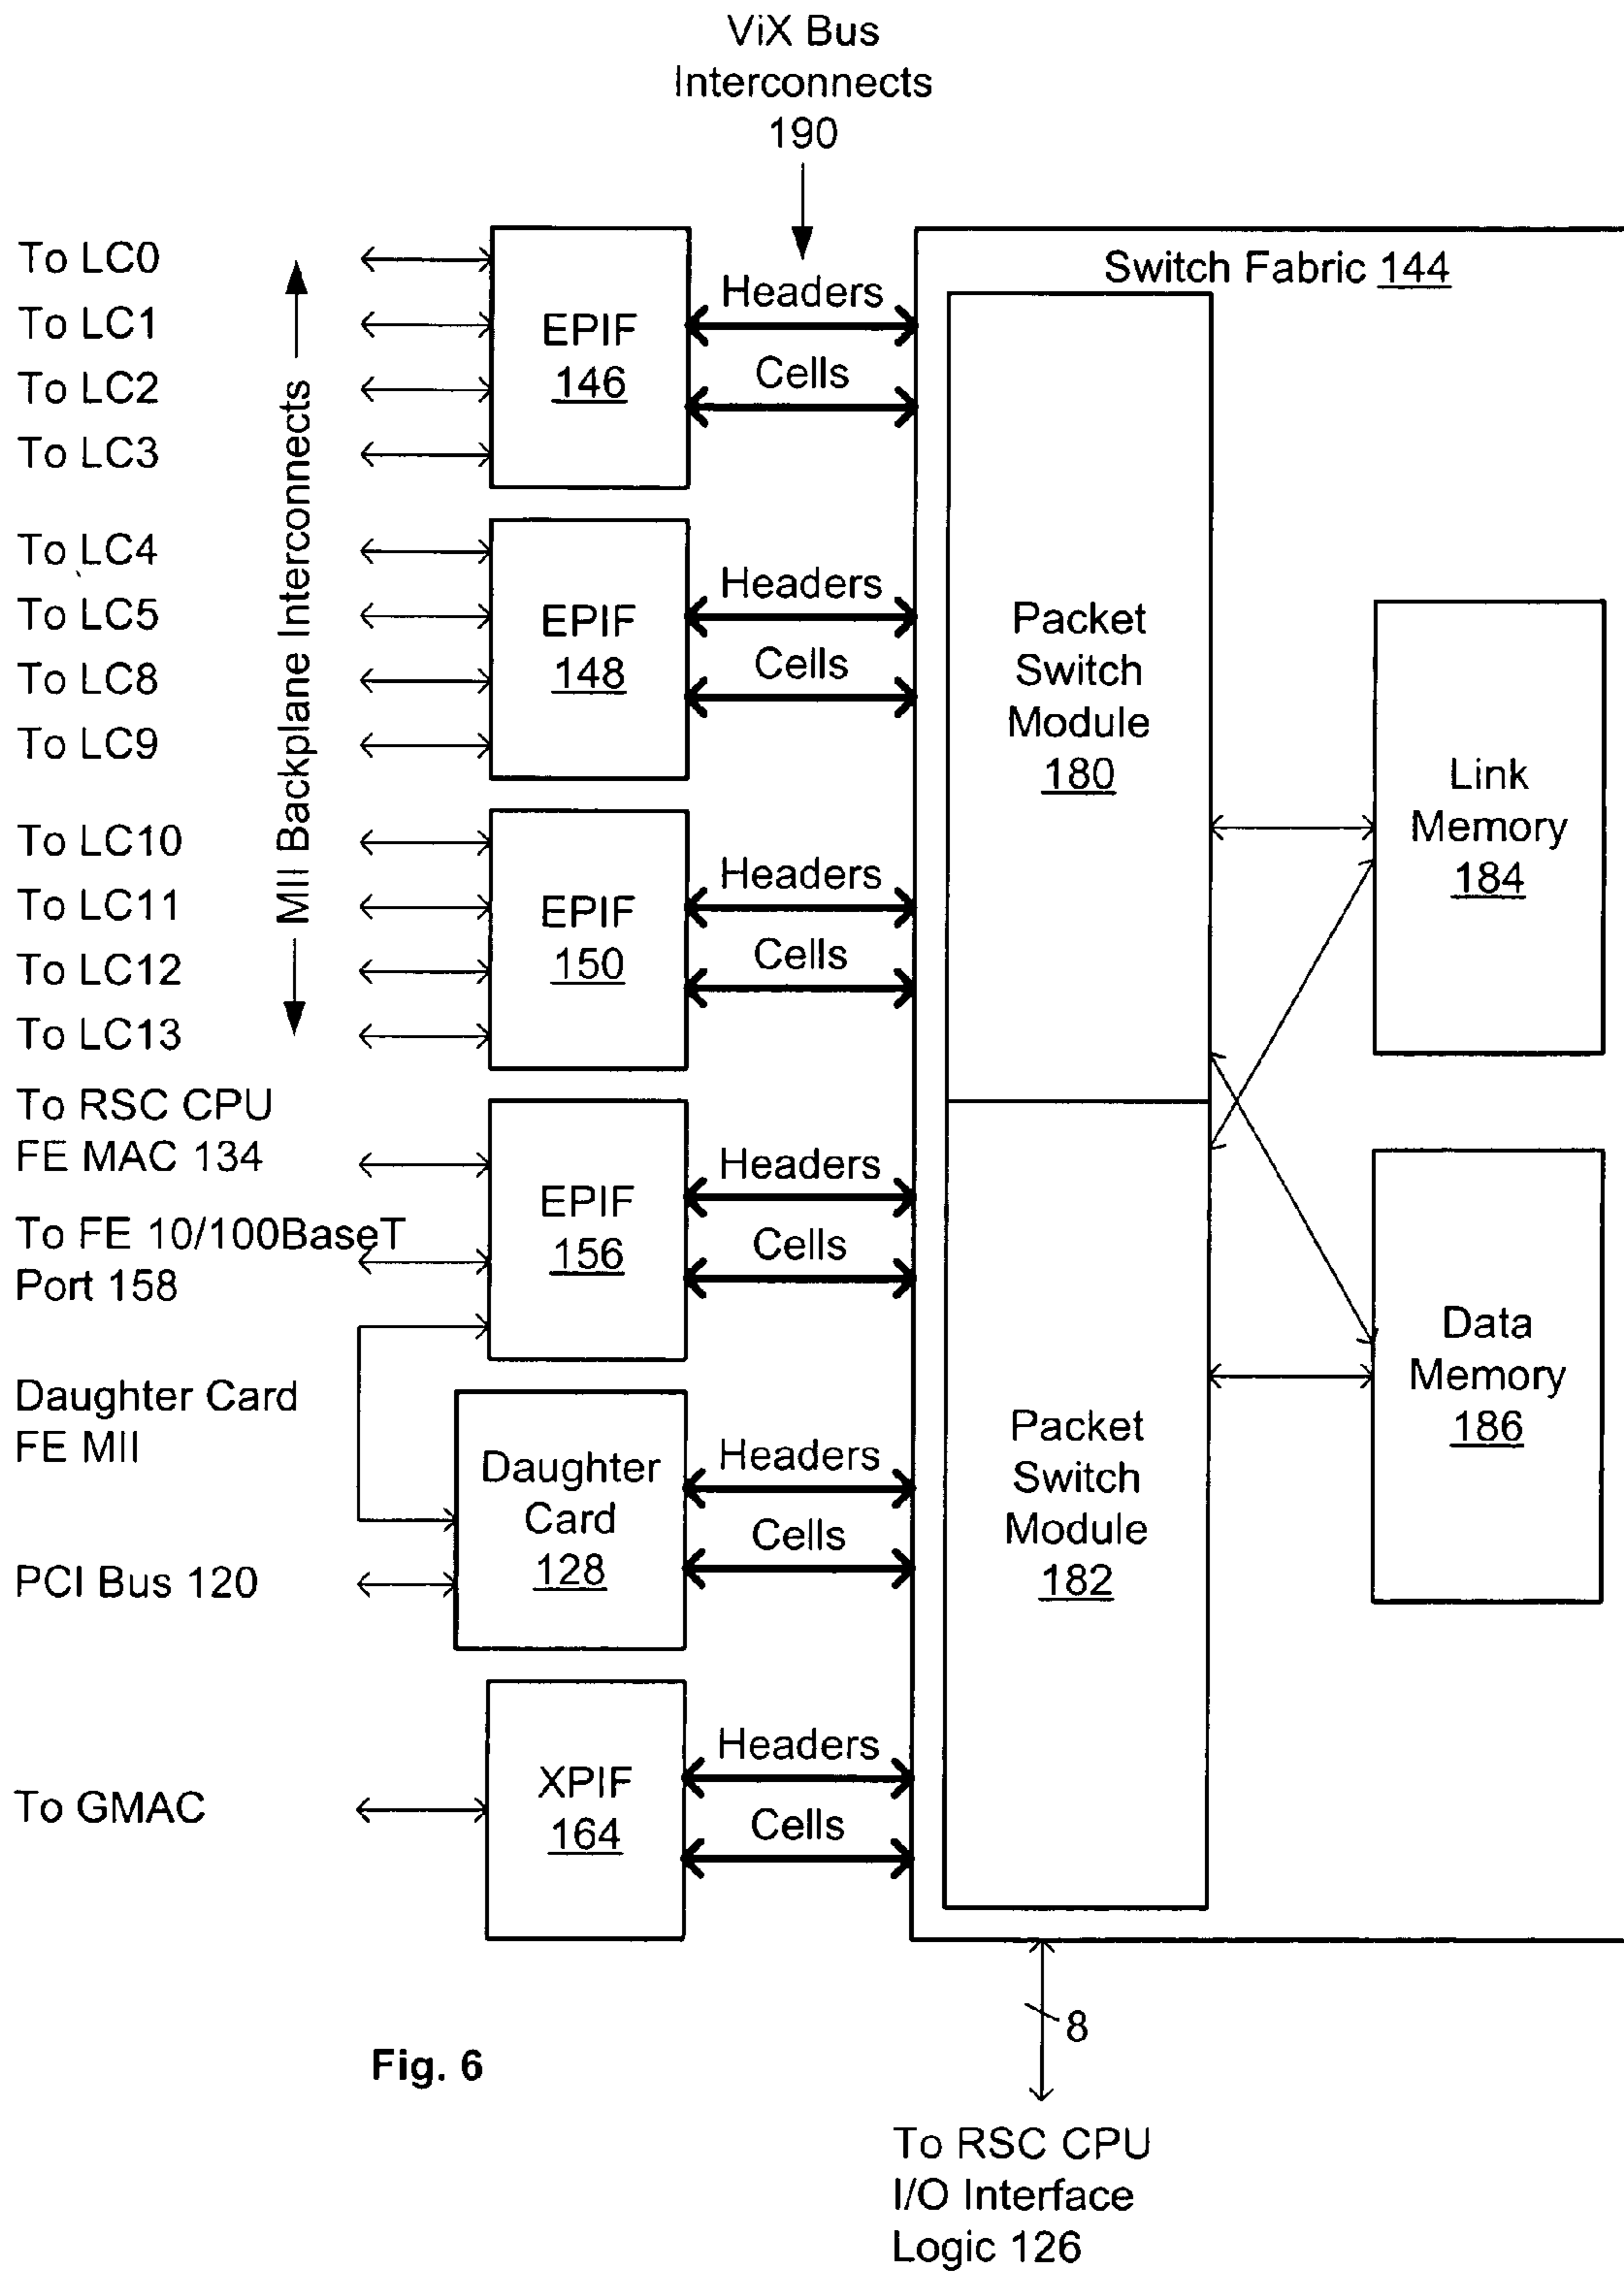 ViX Bus
Interconnects
190
To LC0
To LC1
To LC2
To LC3
To LC4
To LC5
To LC8
To LC9
To LC10
To LC11
To LC12
To LC13
To RSC CPU
FE MAC 134
To FE 10/100BaseT
Port 158
Daughter Card
FE MII
PCI Bus 120
To GMAC
MII Backplane Interconnects
EPIF
146
EPIF
148
EPIF
150
EPIF
156
Daughter
Card
128
XPIF
164
Headers
Cells
Headers
Cells
Headers
Cells
Headers
Cells
Headers
Cells
Headers
Cells
Switch Fabric 144
Packet
Switch
Module
180
Packet
Switch
Module
182
Link
Memory
184
Data
Memory
186
8
To RSC CPU
I/O Interface
Logic 126
Fig. 6